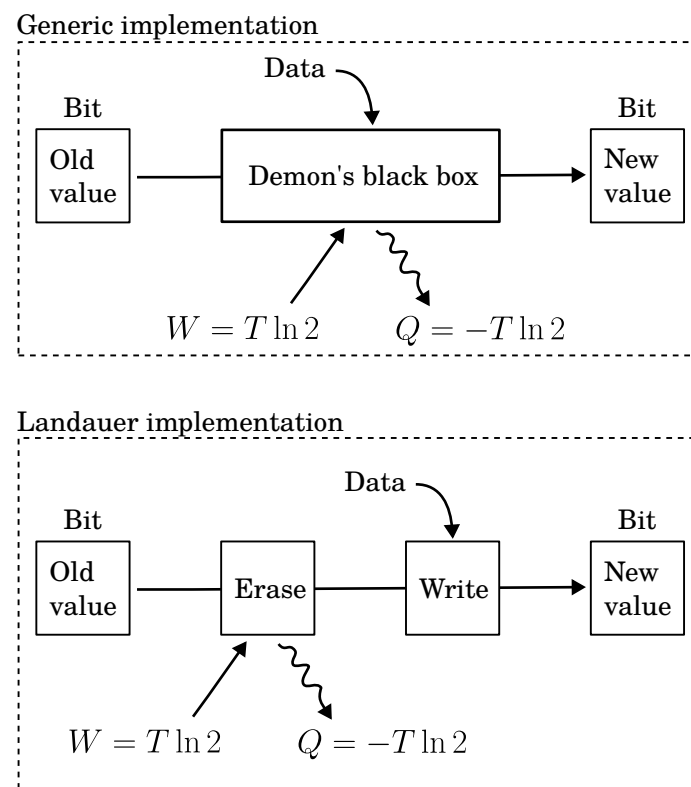 Generic implementation
Data
Bit
Bit
Old
value
Demon's black box
New
value
W = T ln 2
Q = −T ln 2
Landauer implementation
Data
Bit
Bit
Old
value
Erase
Write
New
value
W = T ln 2
Q = −T ln 2